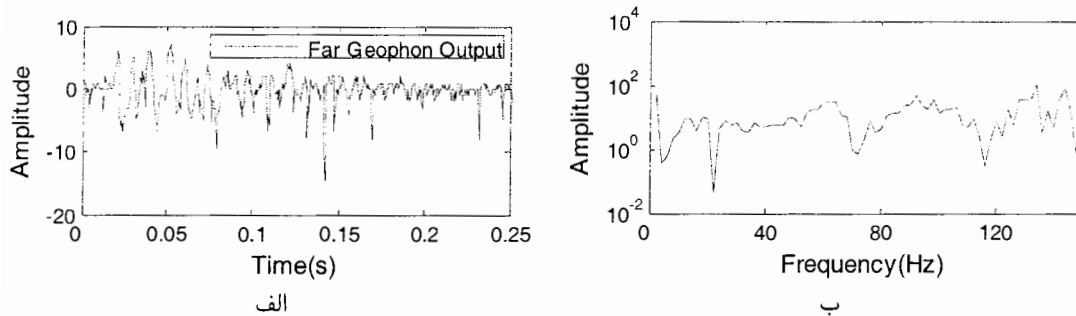 10
0
-10
-20
Amplitude
Far Geophon Output
0
0.05
0.1
0.15
0.2
0.25
Time(s)
الف
10^4
10^2
10^0
10^-2
Amplitude
0
40
80
120
Frequency(Hz)
ب